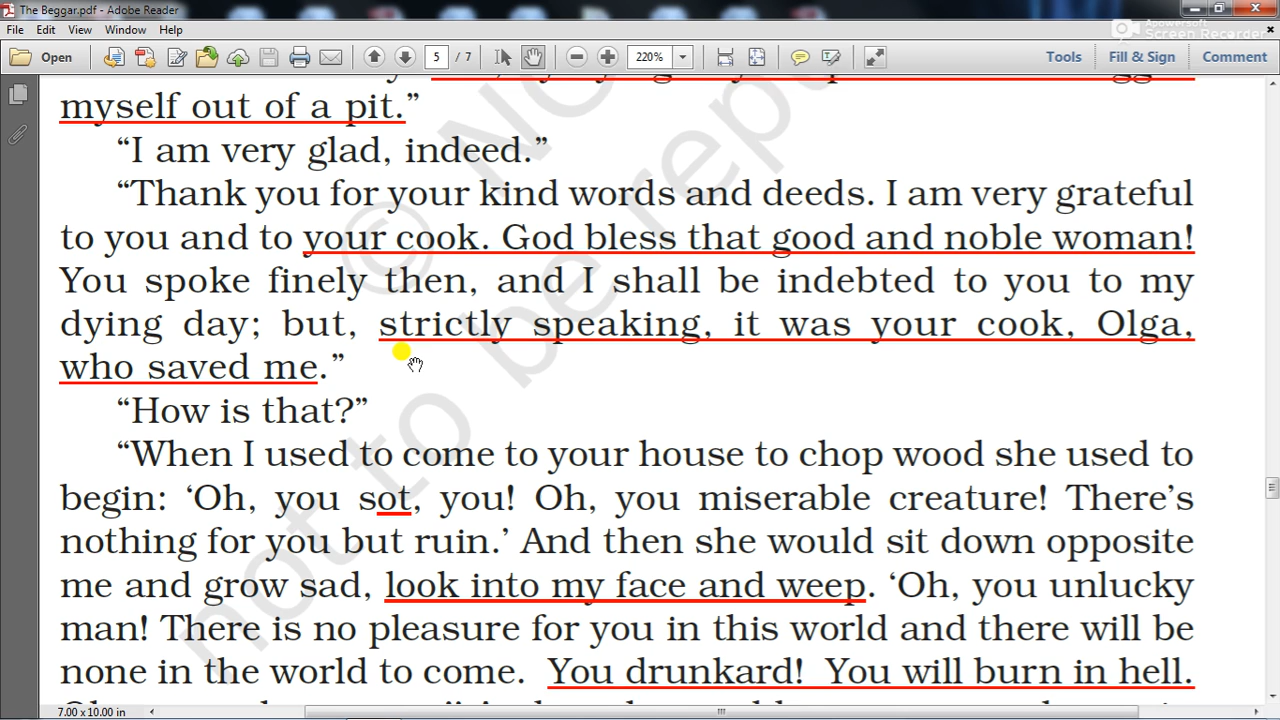 The Beggar.pdf - Adobe Reader
File Edit View Window Help
Apowersoft
Screen Recorder
Open 5 / 7 220% Tools Fill & Sign Comment
myself out of a pit.”
“I am very glad, indeed.”
“Thank you for your kind words and deeds. I am very grateful
to you and to your cook. God bless that good and noble woman!
You spoke finely then, and I shall be indebted to you to my
dying day; but, strictly speaking, it was your cook, Olga,
who saved me.”
“How is that?”
“When I used to come to your house to chop wood she used to
begin: ‘Oh, you sot, you! Oh, you miserable creature! There’s
nothing for you but ruin.’ And then she would sit down opposite
me and grow sad, look into my face and weep. ‘Oh, you unlucky
man! There is no pleasure for you in this world and there will be
none in the world to come. You drunkard! You will burn in hell.
© NC
not to be rep
7.00 x 10.00 in